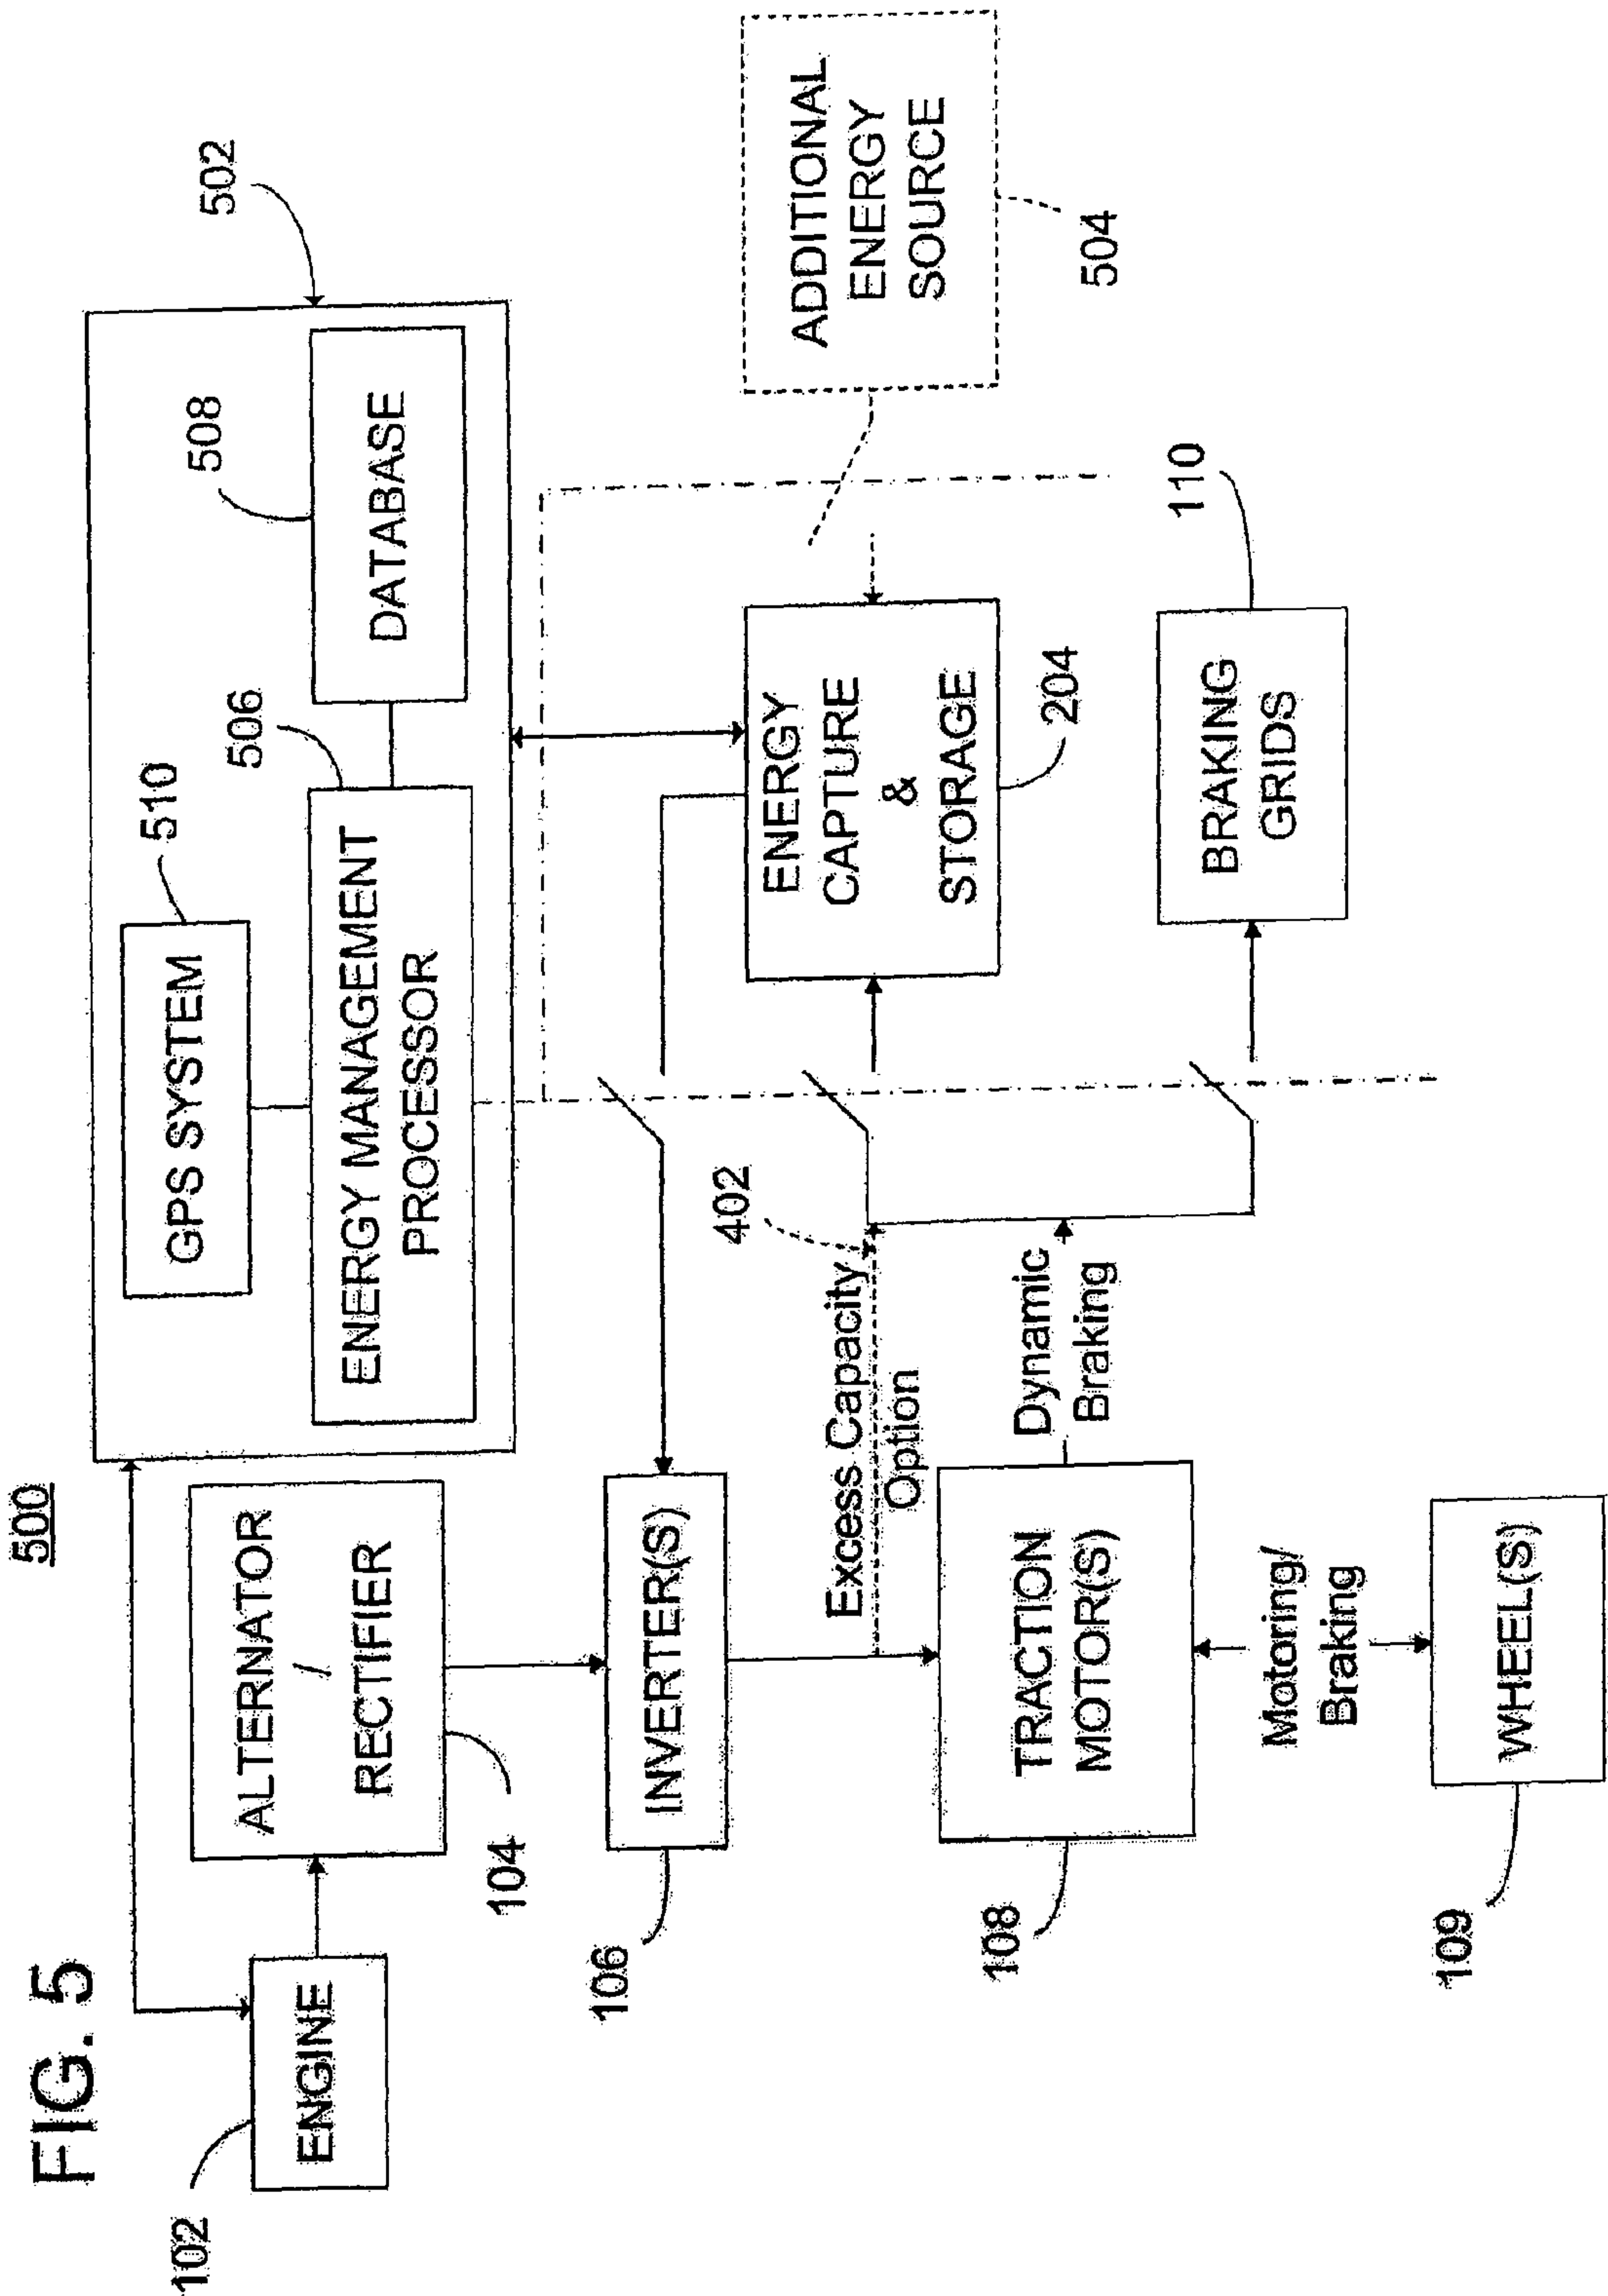 FIG. 5
500
102
ENGINE
ALTERNATOR
/
RECTIFIER
104
GPS SYSTEM
510
ENERGY MANAGEMENT
PROCESSOR
506
DATABASE
508
502
INVERTER(S)
106
402
Excess Capacity
Option
TRACTION
MOTOR(S)
108
Dynamic
Braking
ENERGY
CAPTURE
&
STORAGE
204
ADDITIONAL
ENERGY
SOURCE
504
BRAKING
GRIDS
110
Motoring/
Braking
WHEEL(S)
109